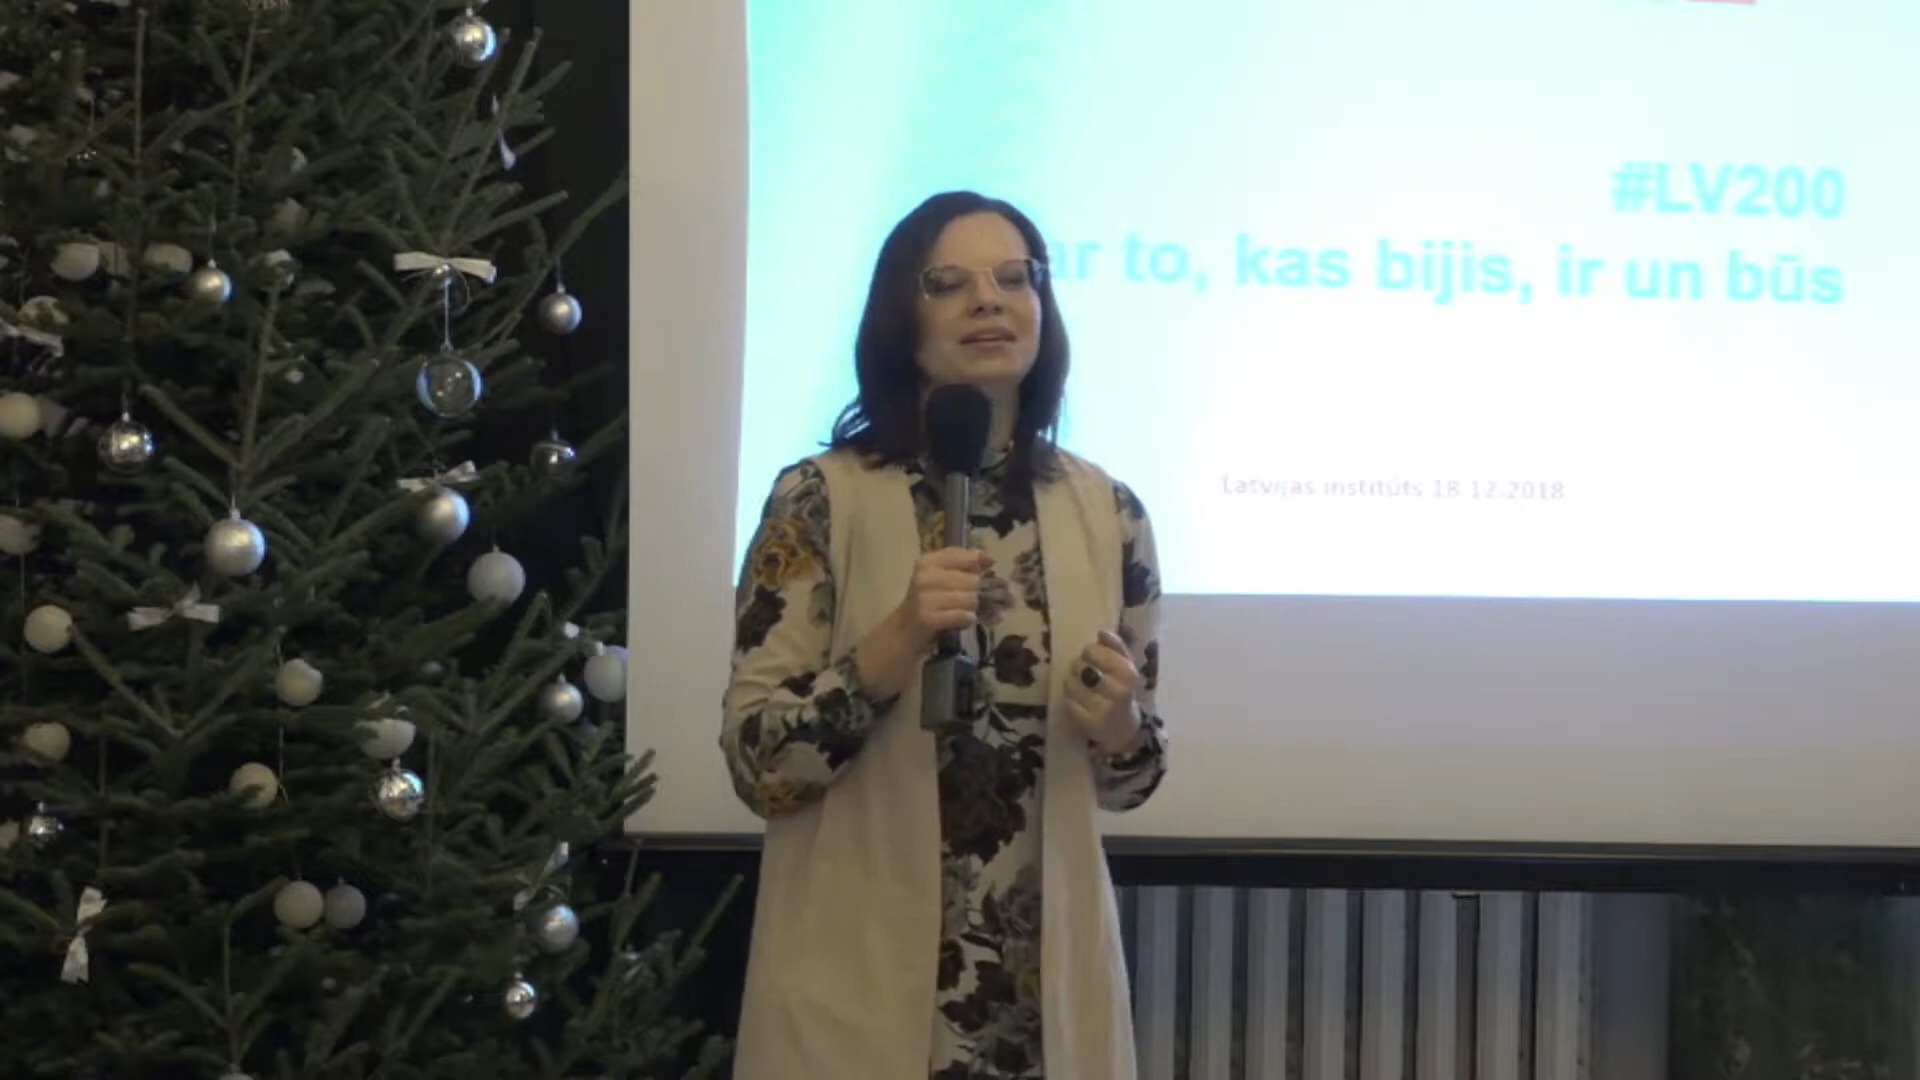 #LV200
ar to, kas bijis, ir un būs
Latvijas institūts 18.12.2018